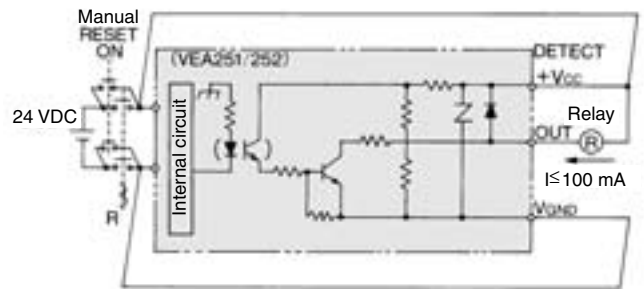 Manual
RESET
ON
(VEA251/252)
DETECT
+Vcc
24 VDC
Internal circuit
OUT
Relay
R
I≦100 mA
R
VGND